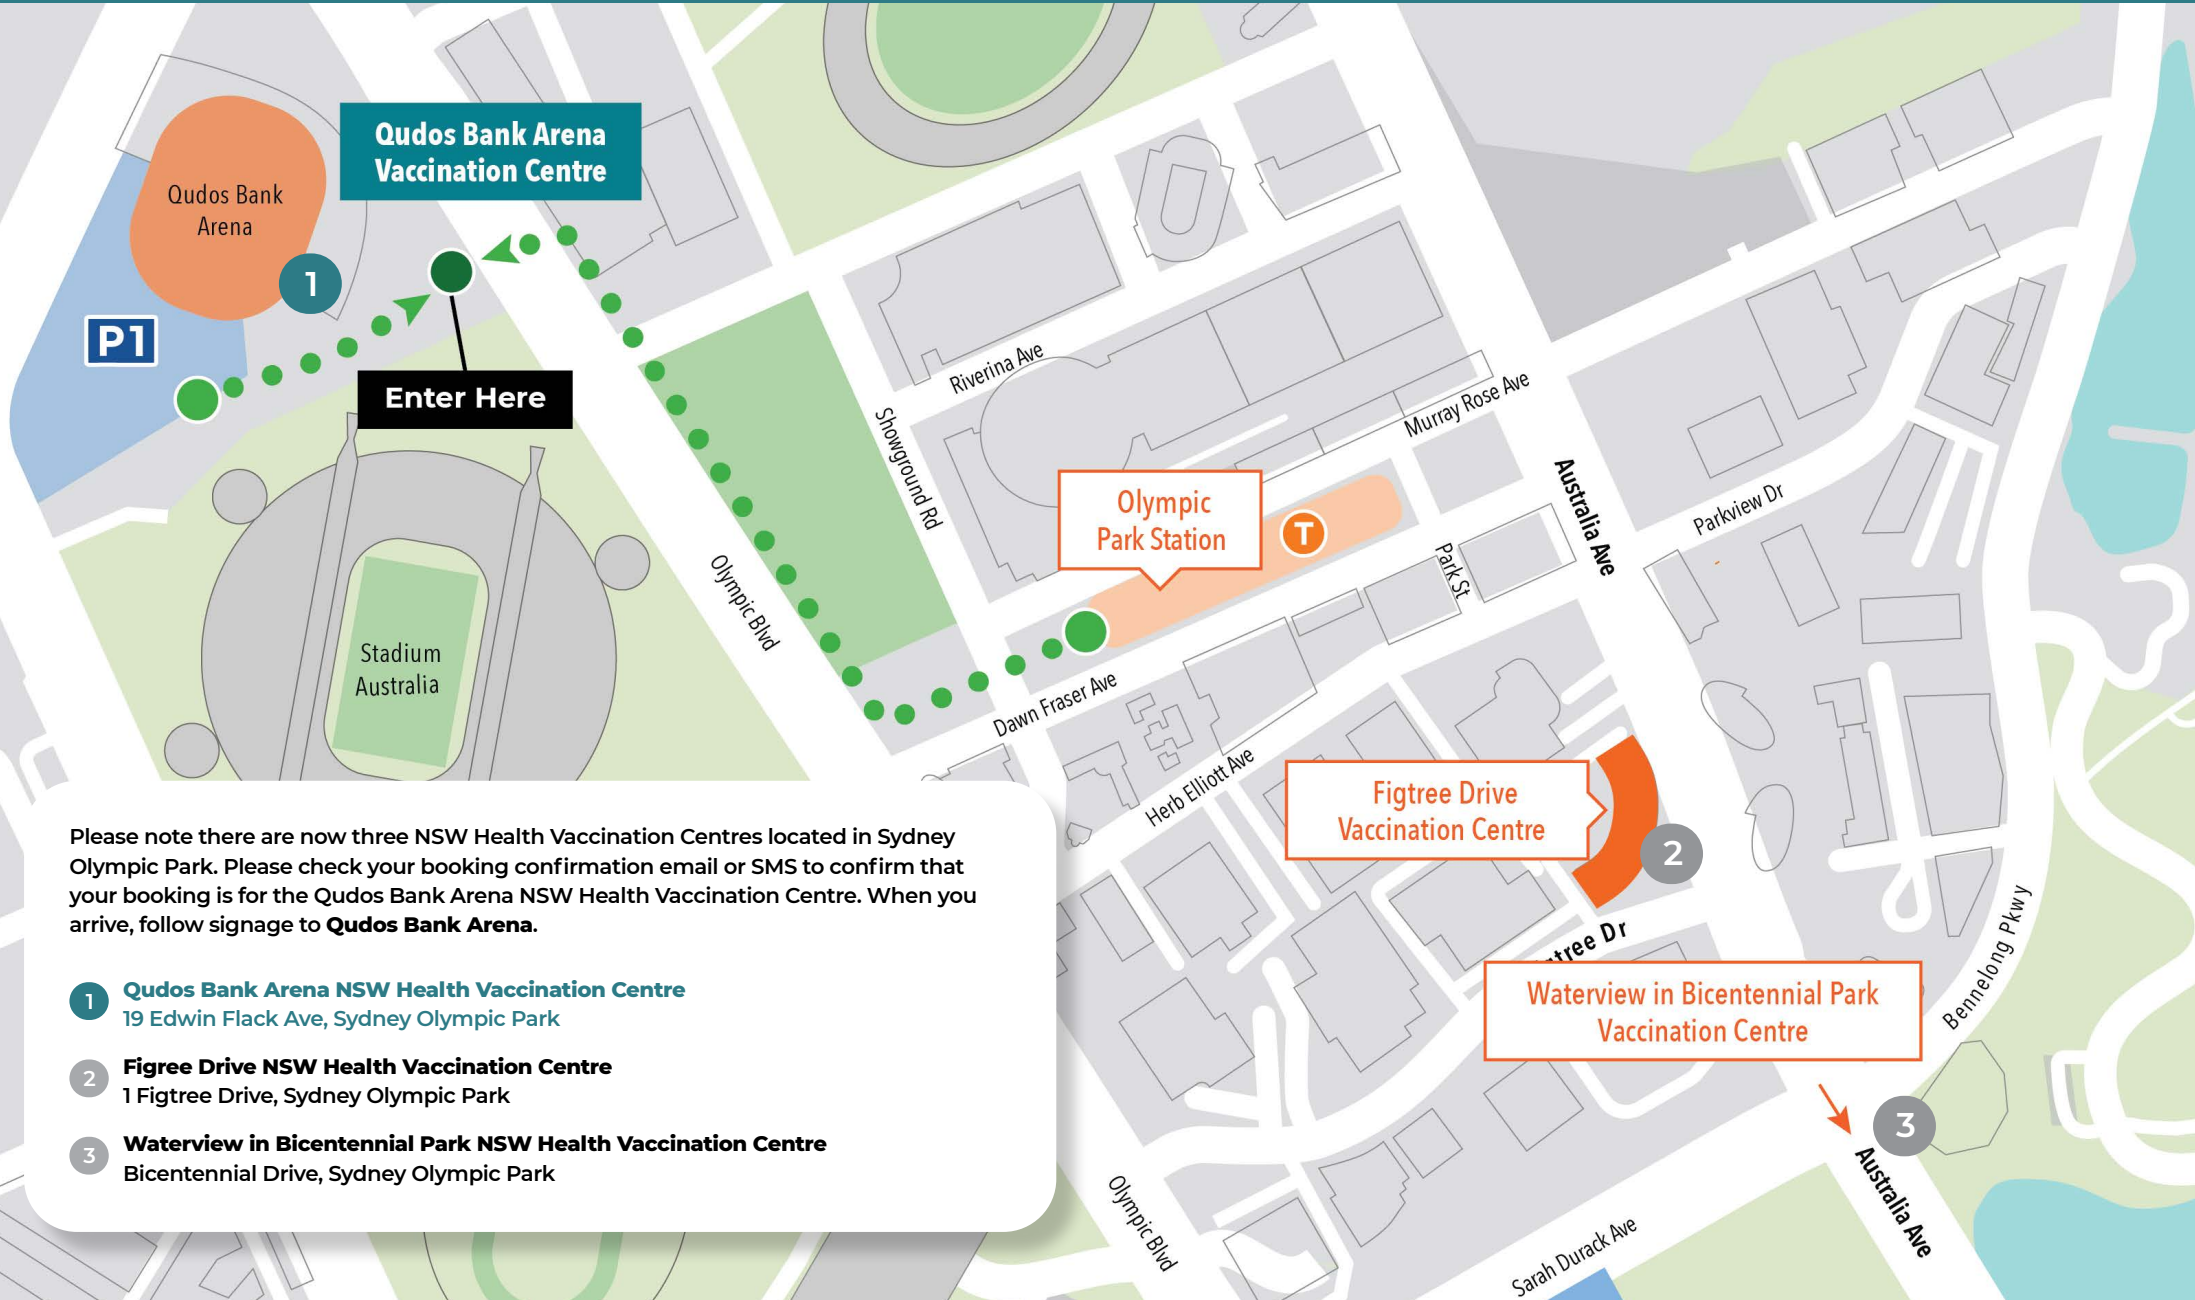 Qudos Bank Arena
Vaccination Centre
Qudos Bank
Arena
1
P1
Enter Here
Riverina Ave
Murray Rose Ave
Showground Rd
Australia Ave
Olympic
Park Station
T
Parkview Dr
Park St
Olympic Blvd
Stadium
Australia
Dawn Fraser Ave
Herb Elliott Ave
Figtree Drive
Vaccination Centre
2
tree Dr
Bennelong Pkwy
Waterview in Bicentennial Park
Vaccination Centre
3
Australia Ave
Olympic Blvd
Sarah Durack Ave
Please note there are now three NSW Health Vaccination Centres located in Sydney
Olympic Park. Please check your booking confirmation email or SMS to confirm that
your booking is for the Qudos Bank Arena NSW Health Vaccination Centre. When you
arrive, follow signage to Qudos Bank Arena.
1 Qudos Bank Arena NSW Health Vaccination Centre
19 Edwin Flack Ave, Sydney Olympic Park
2 Figree Drive NSW Health Vaccination Centre
1 Figtree Drive, Sydney Olympic Park
3 Waterview in Bicentennial Park NSW Health Vaccination Centre
Bicentennial Drive, Sydney Olympic Park